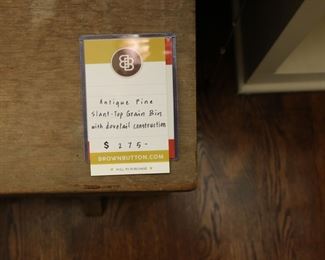 BB
Antique Pine
Slant-Top Grain Bin
with dovetail construction
$ 275-
BROWNBUTTON.COM